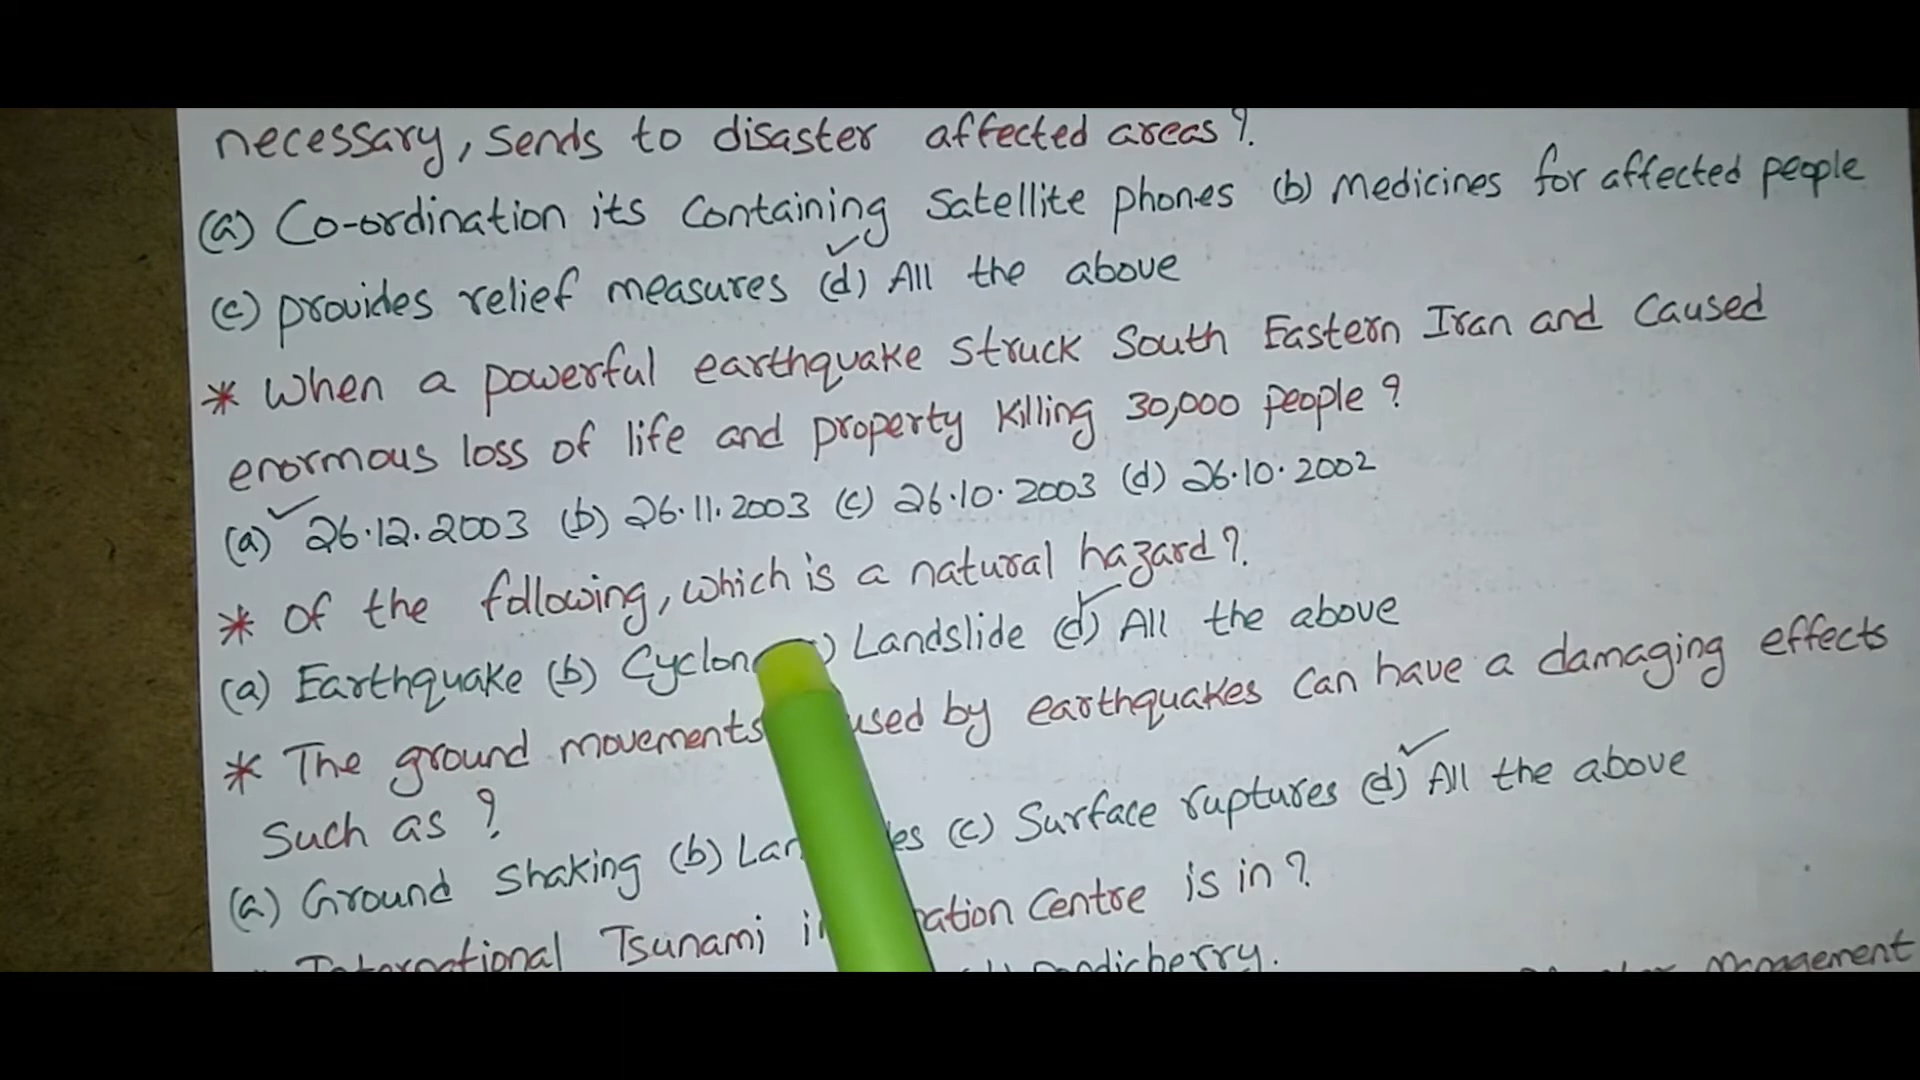 necessary, sends to disaster affected areas?
(a) Co-ordination its containing satellite phones (b) Medicines for affected people
(c) provides relief measures (d) All the above
* When a powerful earthquake struck South Eastern Iran and caused
enormous loss of life and property killing 30,000 people?
(a) 26.12.2003 (b) 26.11.2003 (c) 26.10.2003 (d) 26.10.2002
* Of the following, which is a natural hazard?
(a) Earthquake (b) Cyclon ) Landslide (d) All the above
* The ground movements used by earthquakes can have a damaging effects
such as?
(a) Ground shaking (b) Lan es (c) Surface ruptures (d) All the above
International Tsunami i ation Centre is in?
Management